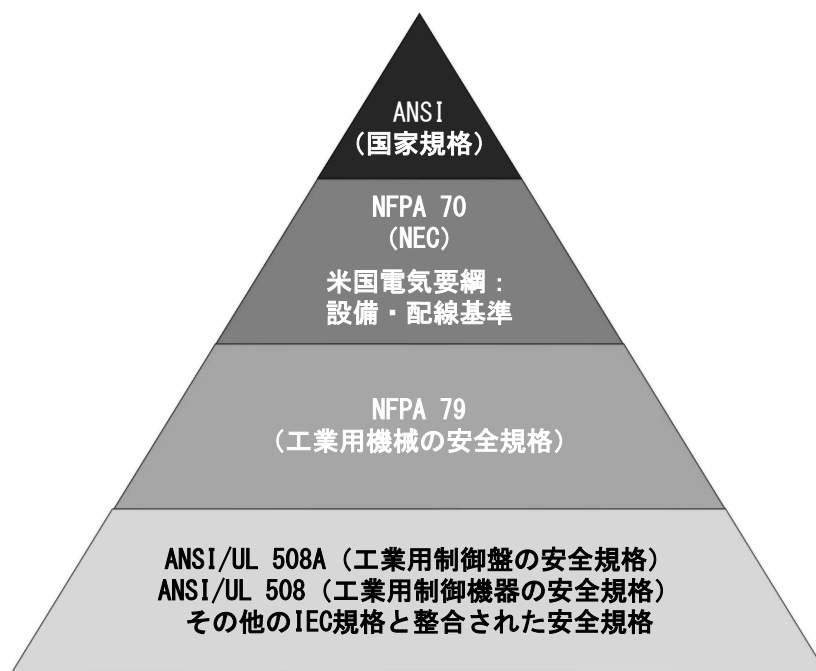 ANSI
(国家規格)
NFPA 70
(NEC)
米国電気要綱：
設備・配線基準
NFPA 79
(工業用機械の安全規格)
ANSI/UL 508A (工業用制御盤の安全規格)
ANSI/UL 508 (工業用制御機器の安全規格)
その他のIEC規格と整合された安全規格